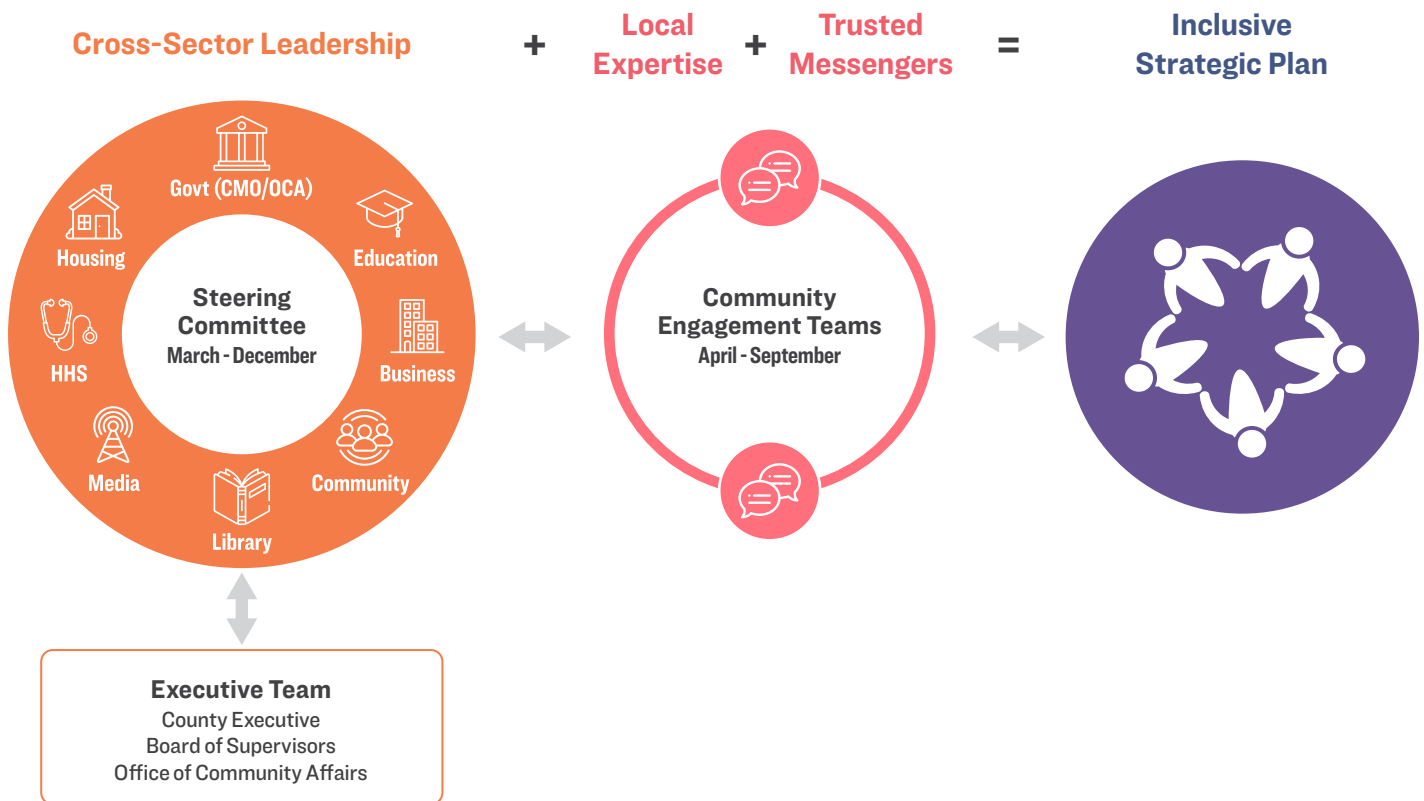 Cross-Sector Leadership
+
Local
Expertise
+
Trusted
Messengers
=
Inclusive
Strategic Plan
Govt (CMO/OCA)
Housing
Education
HHS
Business
Media
Community
Library
Steering
Committee
March - December
Community
Engagement Teams
April - September
Executive Team
County Executive
Board of Supervisors
Office of Community Affairs